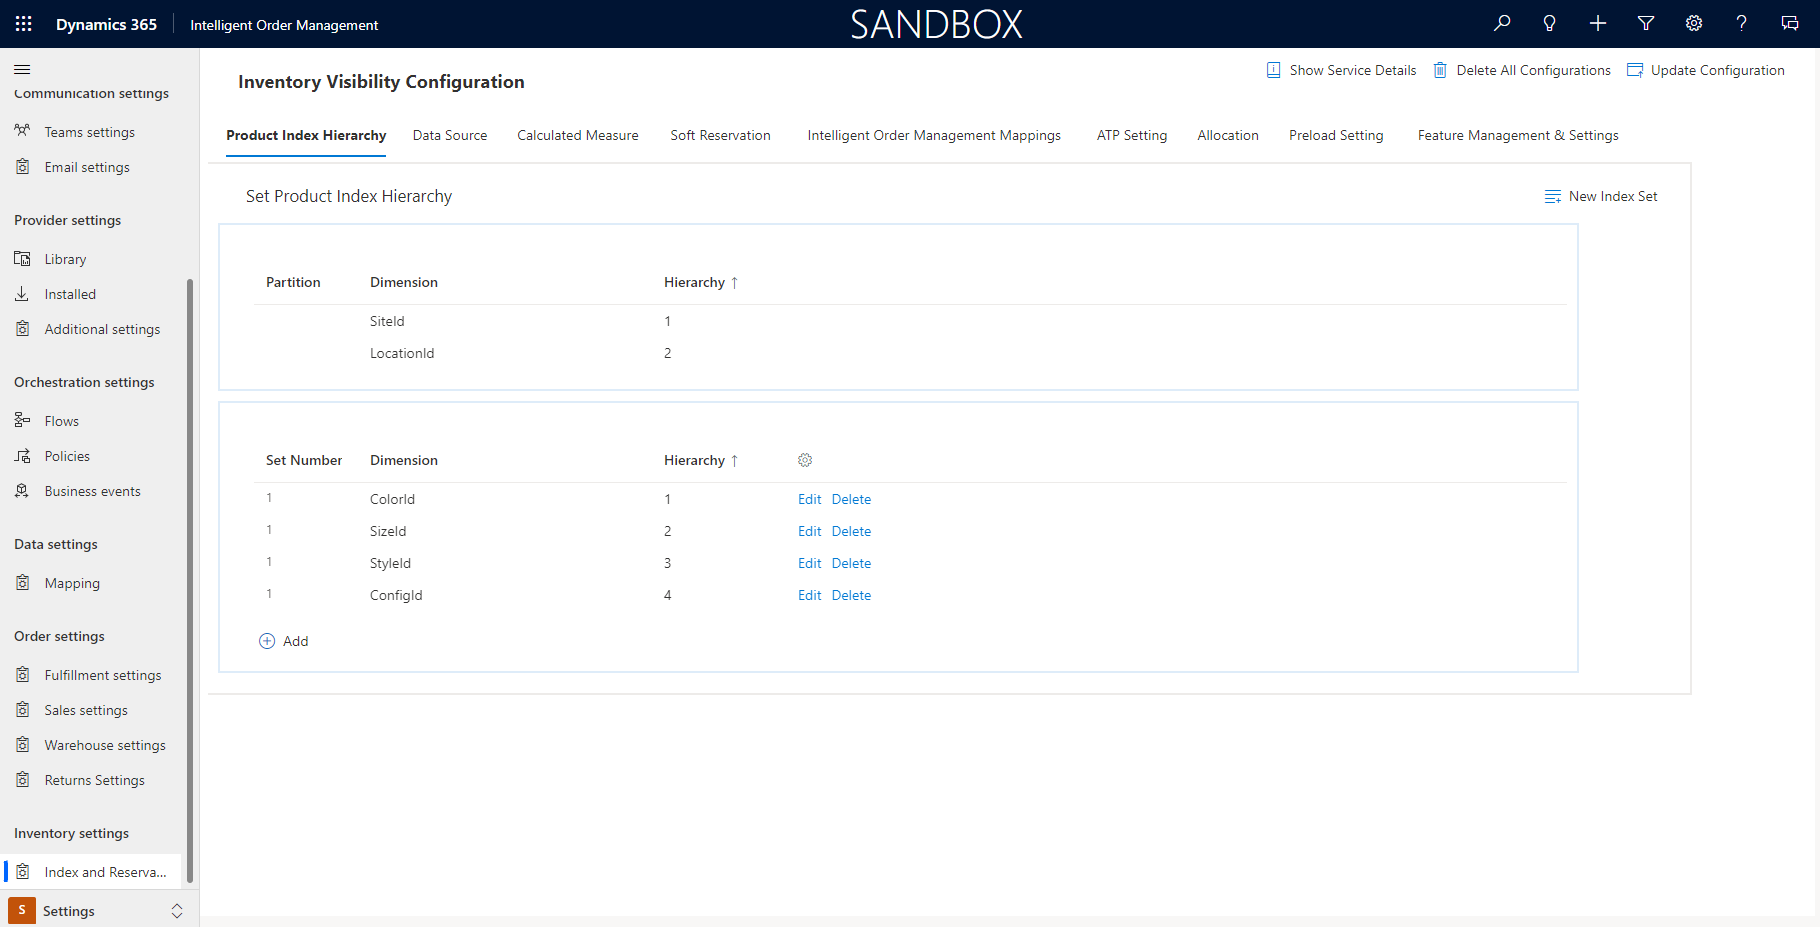 Dynamics 365
Intelligent Order Management
SANDBOX
Communication settings
Teams settings
Email settings
Provider settings
Library
Installed
Additional settings
Orchestration settings
Flows
Policies
Business events
Data settings
Mapping
Order settings
Fulfillment settings
Sales settings
Warehouse settings
Returns Settings
Inventory settings
Index and Reserva...
S Settings
Inventory Visibility Configuration
Show Service Details Delete All Configurations Update Configuration
Product Index Hierarchy Data Source Calculated Measure Soft Reservation Intelligent Order Management Mappings ATP Setting Allocation Preload Setting Feature Management & Settings
Set Product Index Hierarchy
New Index Set
Partition Dimension Hierarchy ↑
SiteId 1
LocationId 2
Set Number Dimension Hierarchy ↑
1 ColorId 1 Edit Delete
1 SizeId 2 Edit Delete
1 StyleId 3 Edit Delete
1 ConfigId 4 Edit Delete
Add